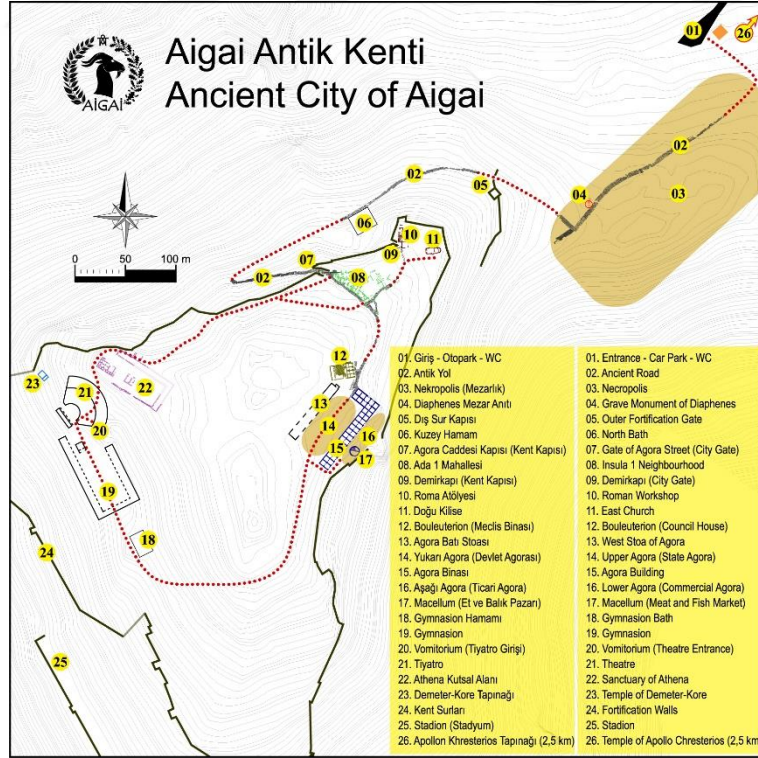 Aigai Antik Kenti
Ancient City of Aigai
AİGAİ
01
26
02
03
04
02
05
06
10
11
09
07
08
02
0 50 100 m
12
23
22
21
13
14
16
20
15
17
19
18
24
25
01. Giriş - Otopark - WC
02. Antik Yol
03. Nekropolis (Mezarlık)
04. Diaphenes Mezar Anıtı
05. Dış Sur Kapısı
06. Kuzey Hamam
07. Agora Caddesi Kapısı (Kent Kapısı)
08. Ada 1 Mahallesi
09. Demirkapı (Kent Kapısı)
10. Roma Atölyesi
11. Doğu Kilise
12. Bouleuterion (Meclis Binası)
13. Agora Batı Stoası
14. Yukarı Agora (Devlet Agorası)
15. Agora Binası
16. Aşağı Agora (Ticari Agora)
17. Macellum (Et ve Balık Pazarı)
18. Gymnasion Hamamı
19. Gymnasion
20. Vomitorium (Tiyatro Girişi)
21. Tiyatro
22. Athena Kutsal Alanı
23. Demeter-Kore Tapınağı
24. Kent Surları
25. Stadion (Stadyum)
26. Apollon Khresterios Tapınağı (2,5 km)
01. Entrance - Car Park - WC
02. Ancient Road
03. Necropolis
04. Grave Monument of Diaphenes
05. Outer Fortification Gate
06. North Bath
07. Gate of Agora Street (City Gate)
08. Insula 1 Neighbourhood
09. Demirkapı (City Gate)
10. Roman Workshop
11. East Church
12. Bouleuterion (Council House)
13. West Stoa of Agora
14. Upper Agora (State Agora)
15. Agora Building
16. Lower Agora (Commercial Agora)
17. Macellum (Meat and Fish Market)
18. Gymnasion Bath
19. Gymnasion
20. Vomitorium (Theatre Entrance)
21. Theatre
22. Sanctuary of Athena
23. Temple of Demeter-Kore
24. Fortification Walls
25. Stadion
26. Temple of Apollo Chresterios (2,5 km)